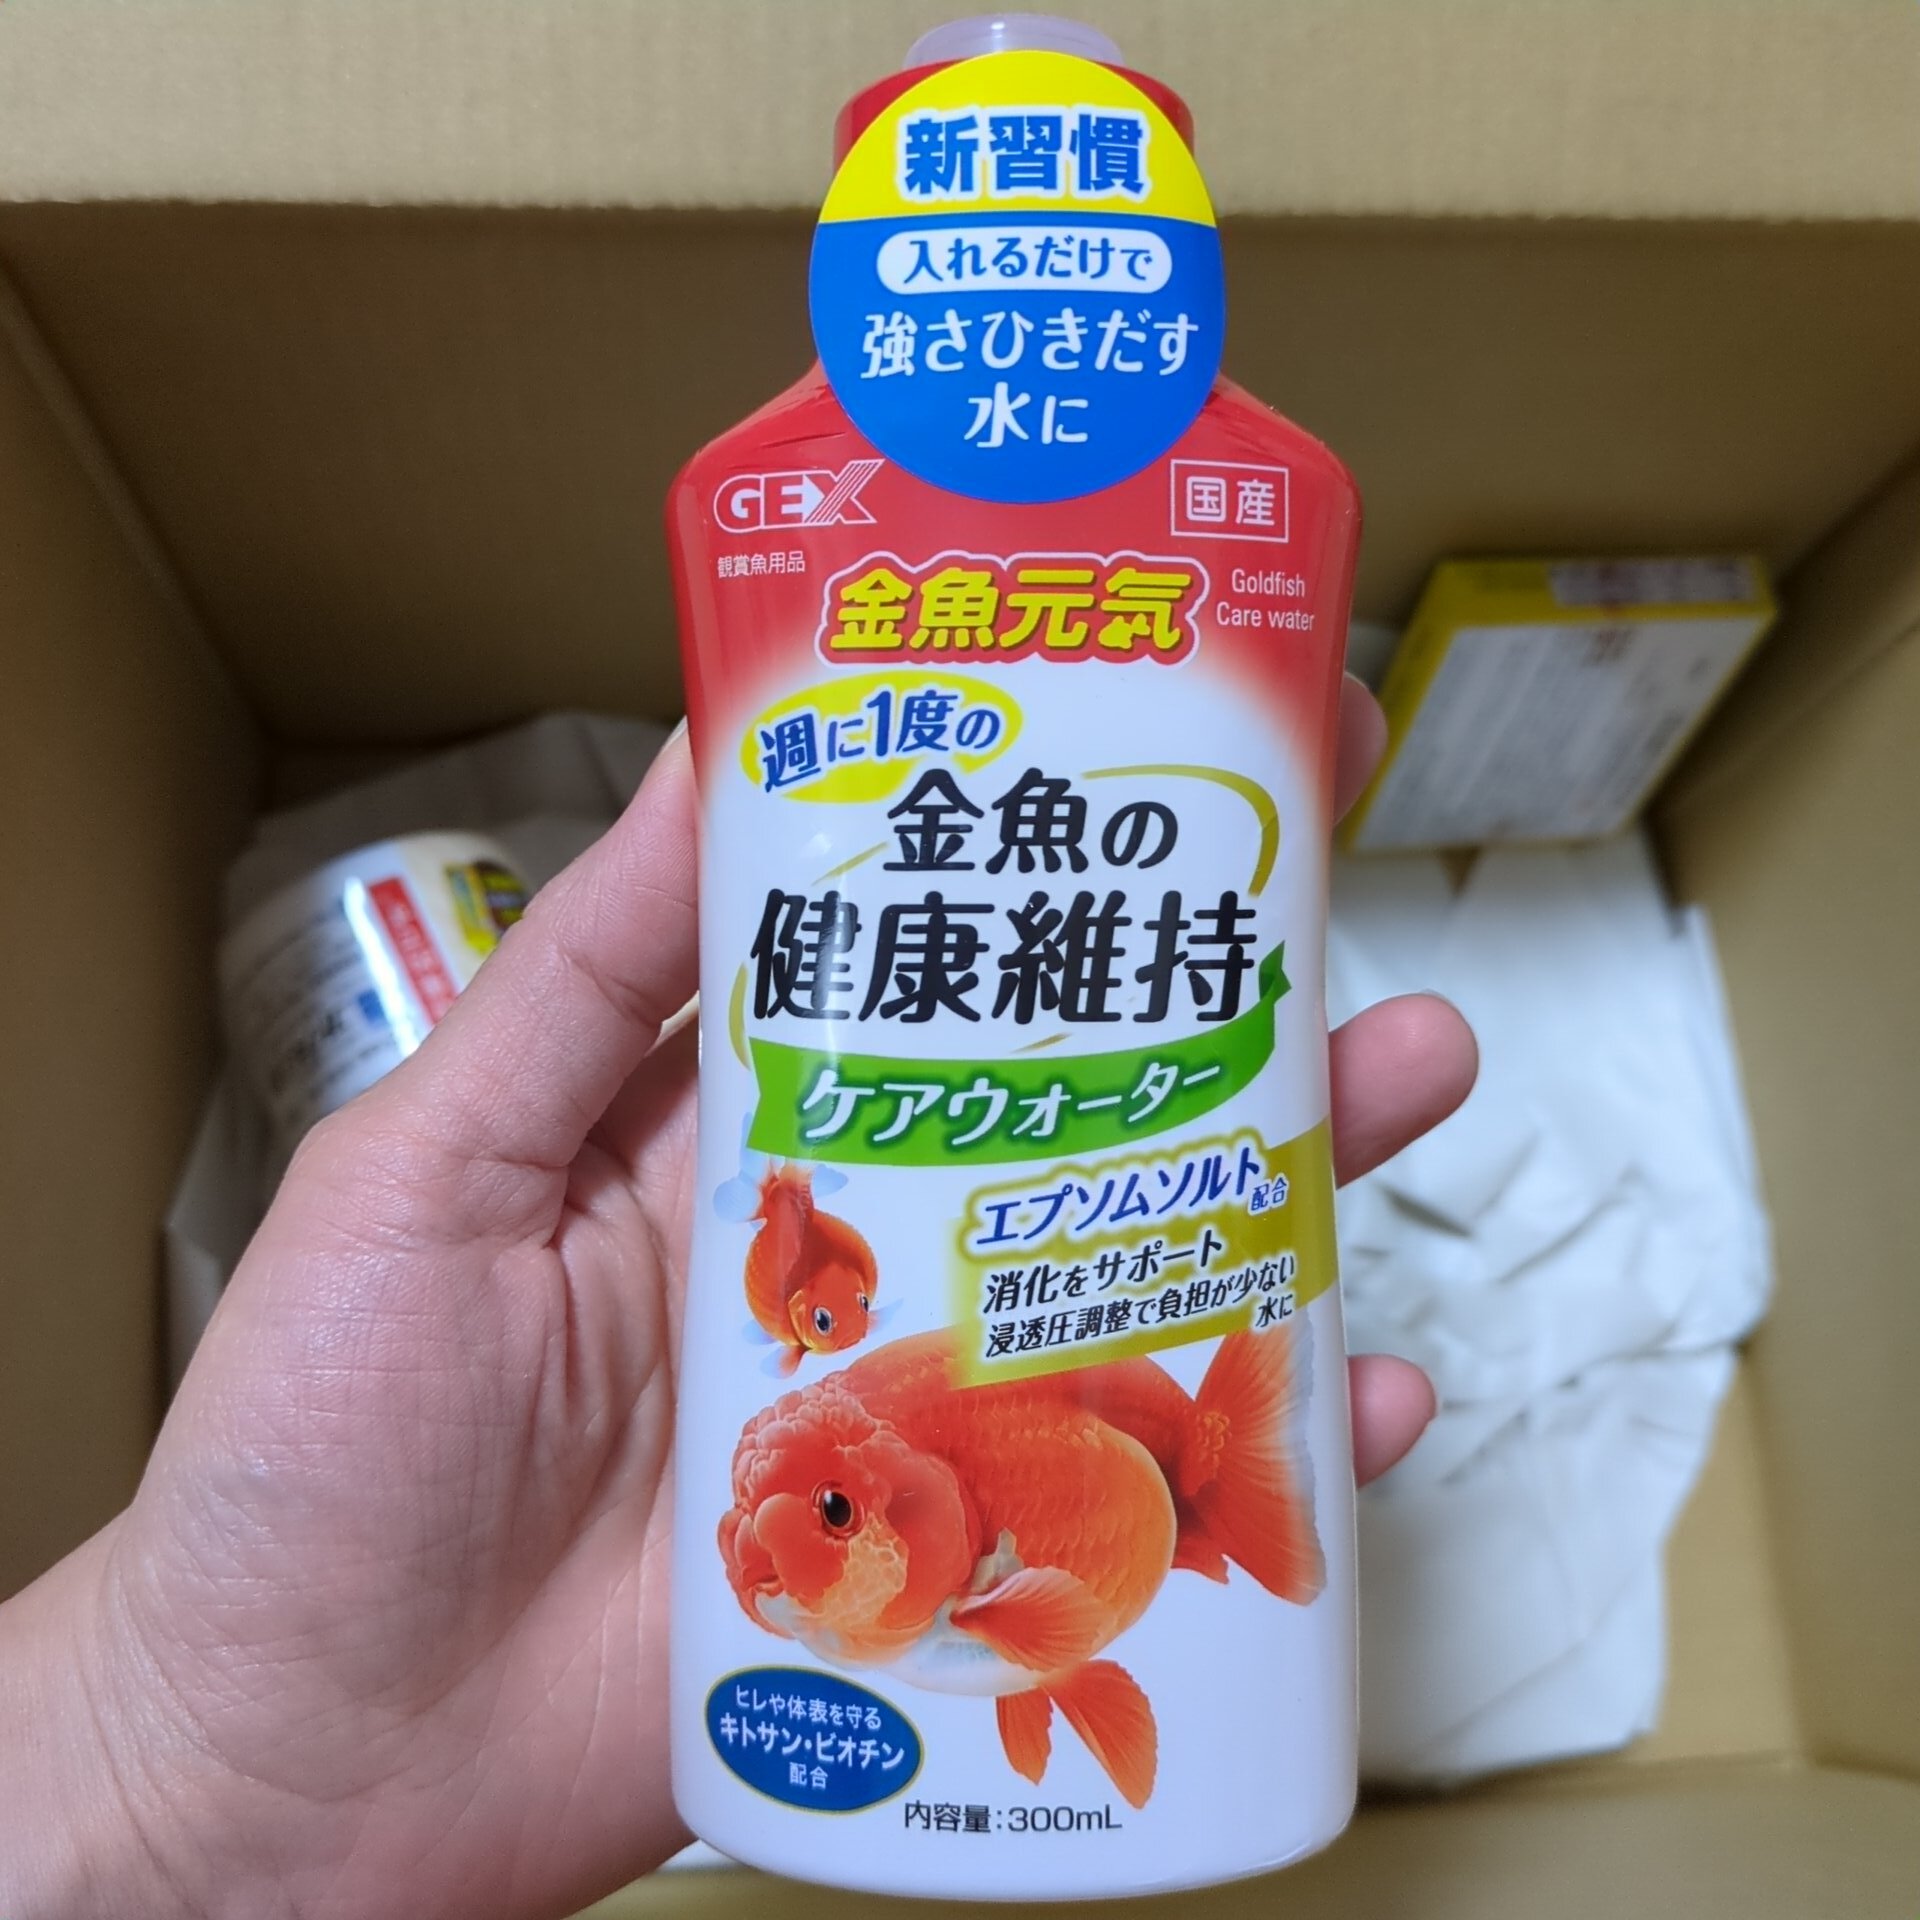 新習慣
入れるだけで
強さひきだす
水に
GEX
国産
観賞魚用品
金魚元気
Goldfish
Care water
週に1度の
金魚の
健康維持
ケアウォーター
エプソムソルト配合
消化をサポート
浸透圧調整で負担が少ない
水に
ヒレや体表を守る
キトサン・ビオチン
配合
内容量:300mL